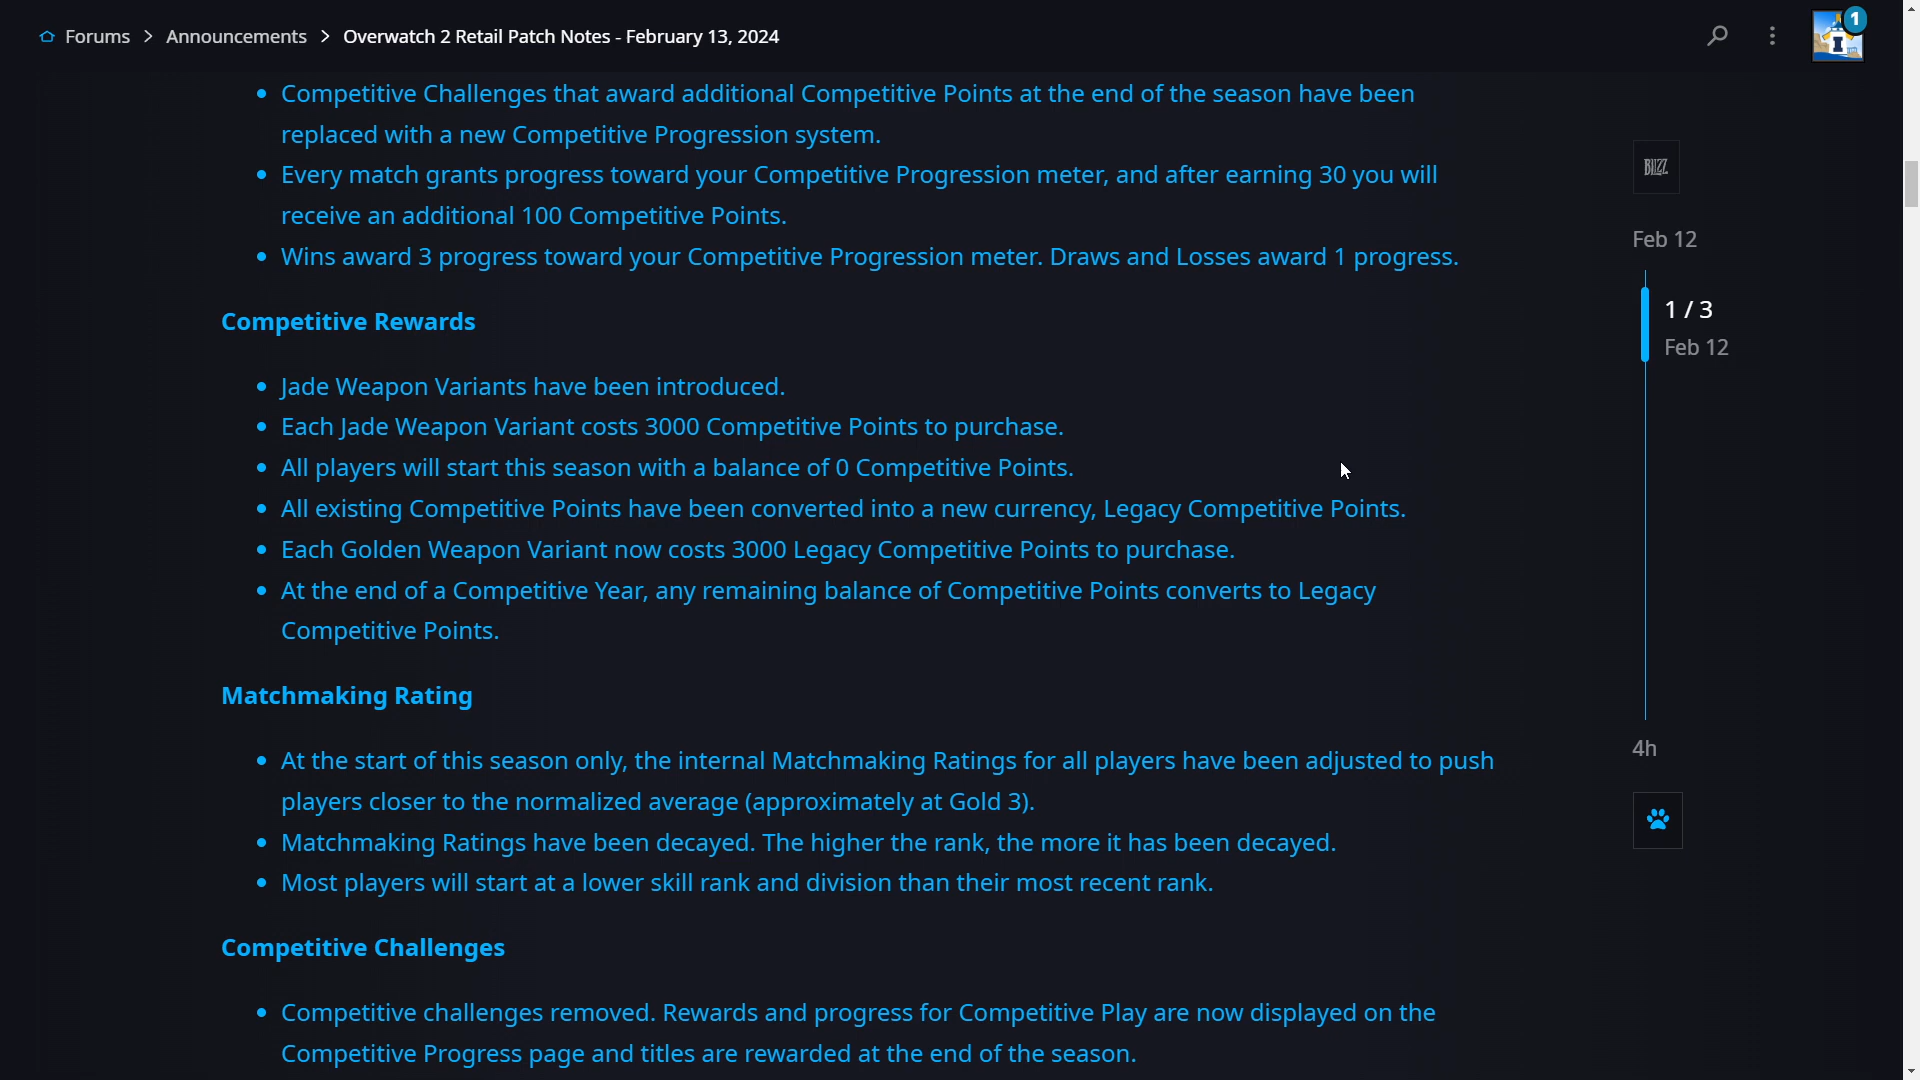 Forums > Announcements > Overwatch 2 Retail Patch Notes - February 13, 2024
1
Competitive Challenges that award additional Competitive Points at the end of the season have been
replaced with a new Competitive Progression system.
Every match grants progress toward your Competitive Progression meter, and after earning 30 you will
receive an additional 100 Competitive Points.
Wins award 3 progress toward your Competitive Progression meter. Draws and Losses award 1 progress.
Competitive Rewards
Jade Weapon Variants have been introduced.
Each Jade Weapon Variant costs 3000 Competitive Points to purchase.
All players will start this season with a balance of 0 Competitive Points.
All existing Competitive Points have been converted into a new currency, Legacy Competitive Points.
Each Golden Weapon Variant now costs 3000 Legacy Competitive Points to purchase.
At the end of a Competitive Year, any remaining balance of Competitive Points converts to Legacy
Competitive Points.
Matchmaking Rating
At the start of this season only, the internal Matchmaking Ratings for all players have been adjusted to push
players closer to the normalized average (approximately at Gold 3).
Matchmaking Ratings have been decayed. The higher the rank, the more it has been decayed.
Most players will start at a lower skill rank and division than their most recent rank.
Competitive Challenges
Competitive challenges removed. Rewards and progress for Competitive Play are now displayed on the
Competitive Progress page and titles are rewarded at the end of the season.
BLIZZ
Feb 12
1 / 3
Feb 12
4h